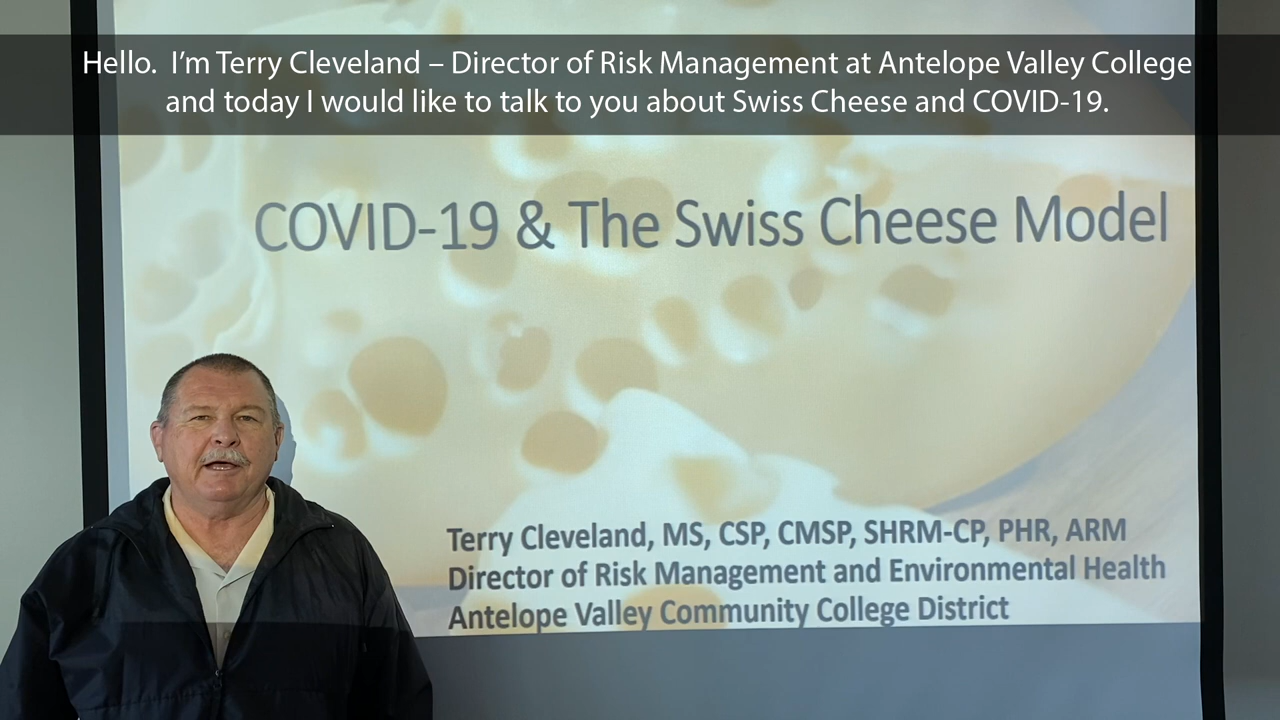 Hello.  I’m Terry Cleveland – Director of Risk Management at Antelope Valley College
and today I would like to talk to you about Swiss Cheese and COVID-19.
COVID-19 & The Swiss Cheese Model
Terry Cleveland, MS, CSP, CMSP, SHRM-CP, PHR, ARM
Director of Risk Management and Environmental Health
Antelope Valley Community College District